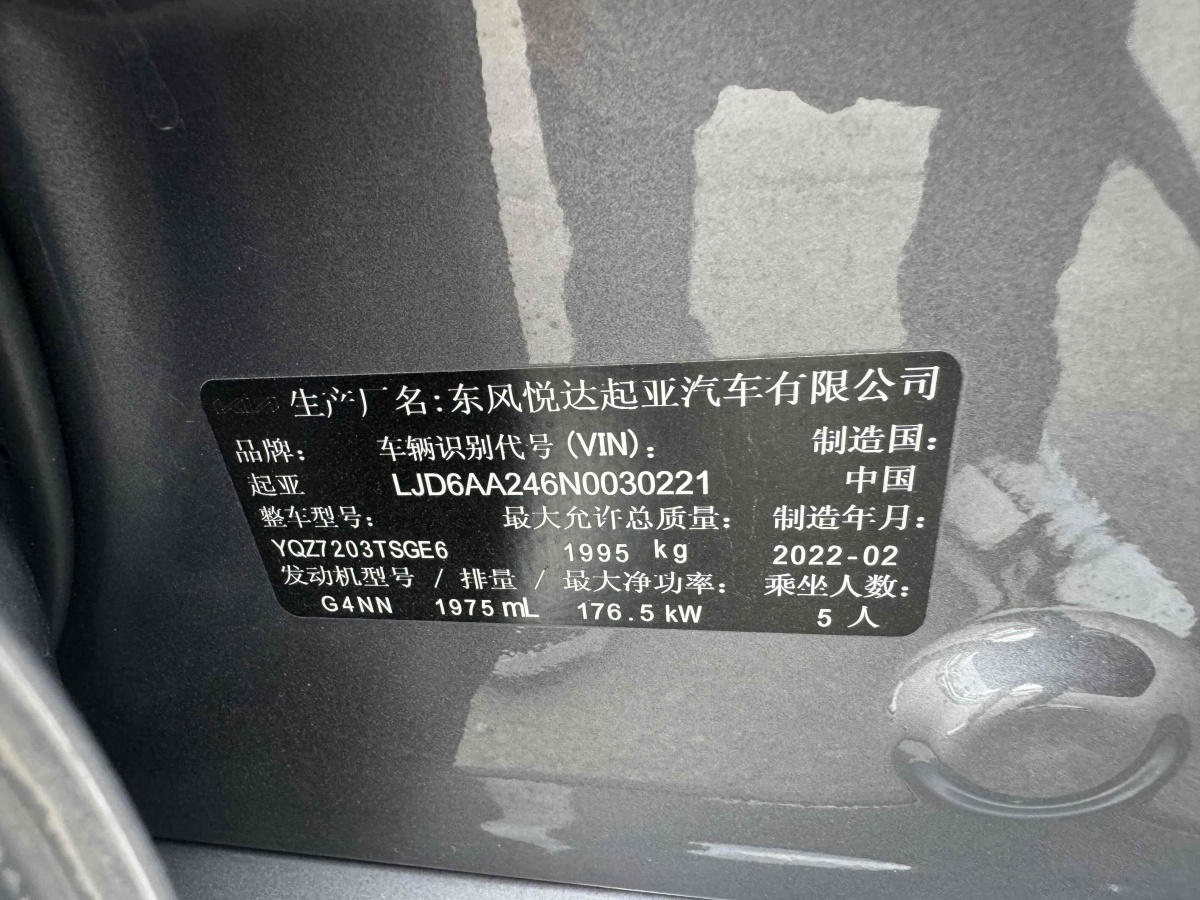 生产厂名:东风悦达起亚汽车有限公司
品牌: 车辆识别代号(VIN): 制造国:
起亚 LJD6AA246N0030221 中国
整车型号: 最大允许总质量: 制造年月:
YQZ7203TSGE6 1995 kg 2022-02
发动机型号 / 排量 / 最大净功率: 乘坐人数:
G4NN 1975 mL 176.5 kW 5 人